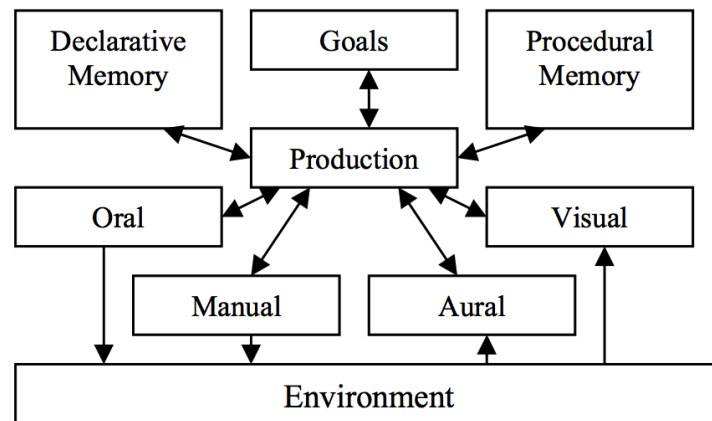 Declarative
Memory
Goals
Procedural
Memory
Production
Oral
Visual
Manual
Aural
Environment